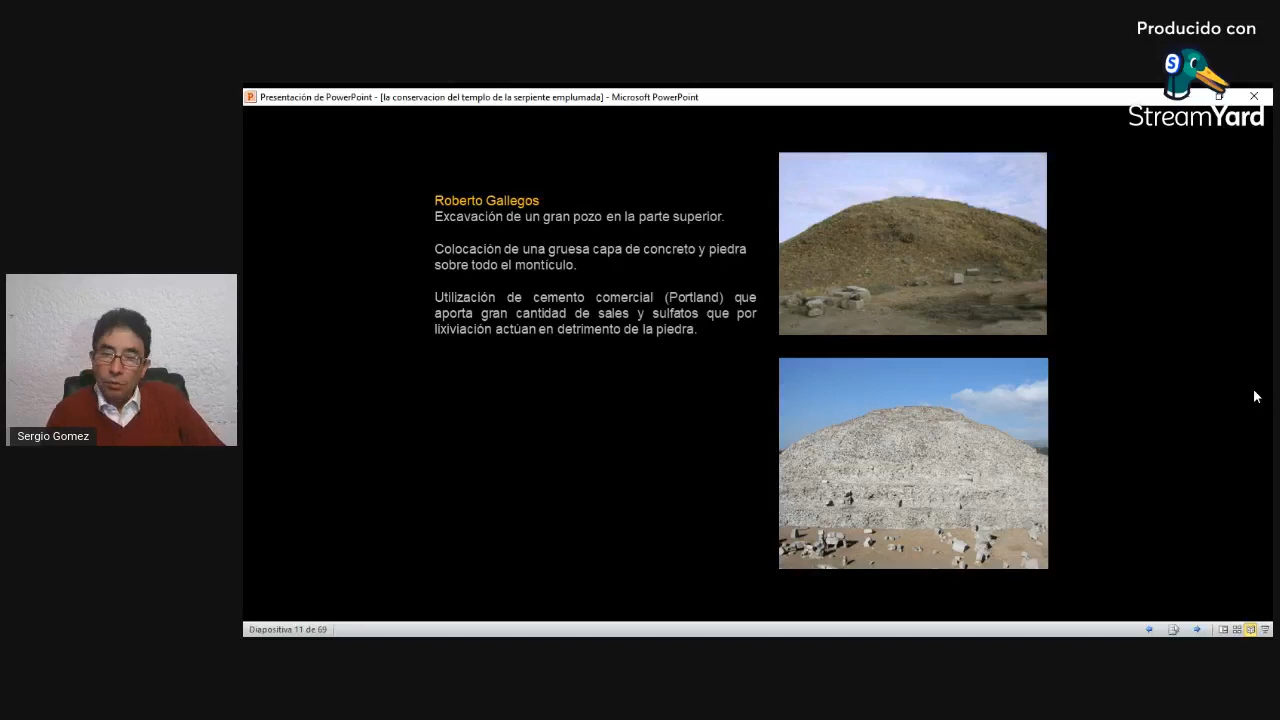 Producido con
StreamYard
Presentación de PowerPoint - [la conservacion del templo de la serpiente emplumada] - Microsoft PowerPoint
Roberto Gallegos
Excavación de un gran pozo en la parte superior.
Colocación de una gruesa capa de concreto y piedra
sobre todo el montículo.
Utilización de cemento comercial (Portland) que
aporta gran cantidad de sales y sulfatos que por
lixiviación actúan en detrimento de la piedra.
Sergio Gomez
Diapositiva 11 de 69